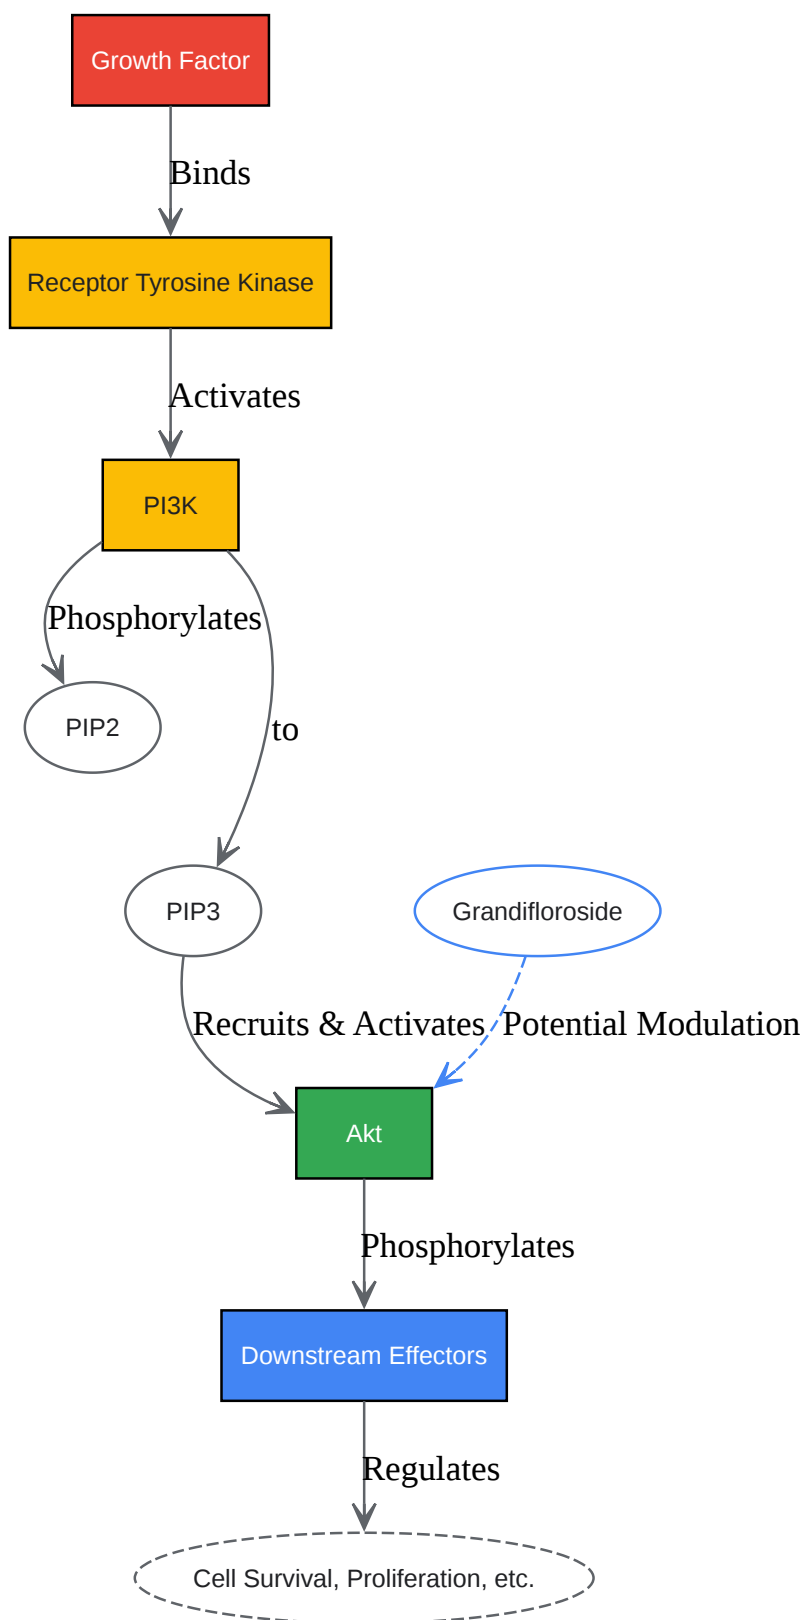 Growth Factor
Binds
Receptor Tyrosine Kinase
Activates
PI3K
Phosphorylates
PIP2
to
PIP3
Grandifloroside
Recruits & Activates
Potential Modulation
Akt
Phosphorylates
Downstream Effectors
Regulates
Cell Survival, Proliferation, etc.